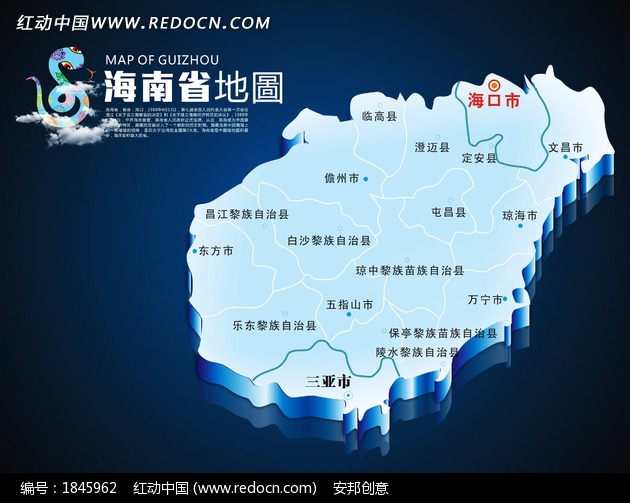 红动中国 WWW.REDOCN.COM
MAP OF GUIZHOU
海南省地圖
海口市
临高县
澄迈县
定安县
文昌市
儋州市
屯昌县
琼海市
昌江黎族自治县
白沙黎族自治县
东方市
琼中黎族苗族自治县
五指山市
万宁市
乐东黎族自治县
保亭黎族苗族自治县
陵水黎族自治县
三亚市
编号：1845962 红动中国 (www.redocn.com) 安邦创意